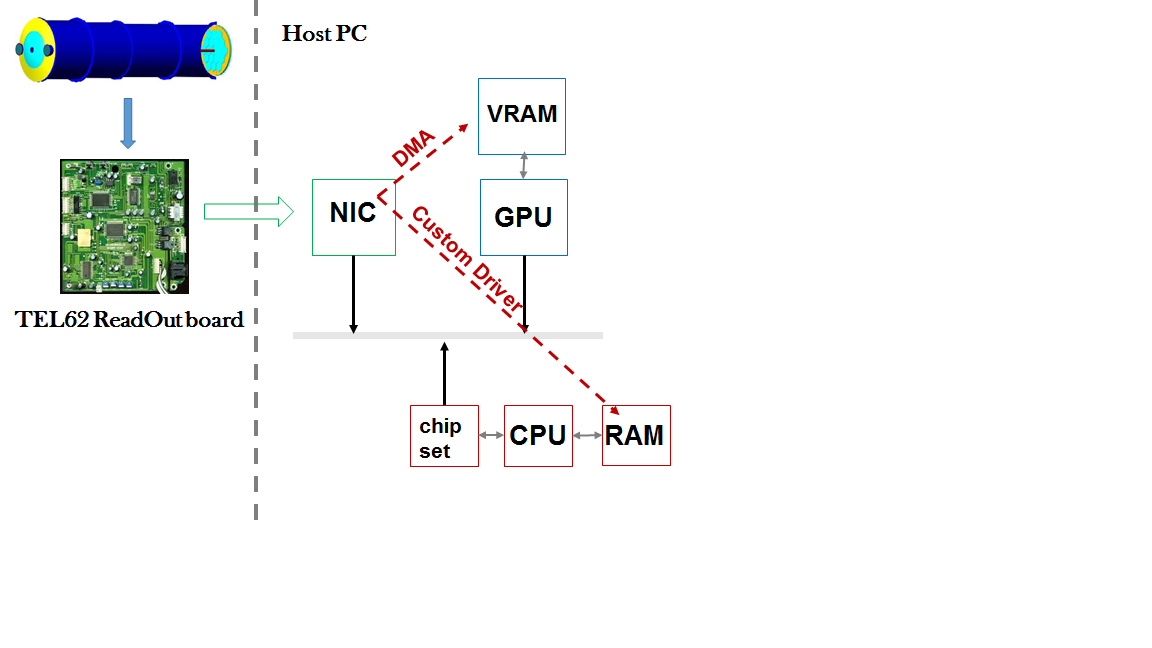 Host PC
VRAM
DMA
NIC
GPU
Custom Driver
TEL62 ReadOut board
chip
set
CPU
RAM